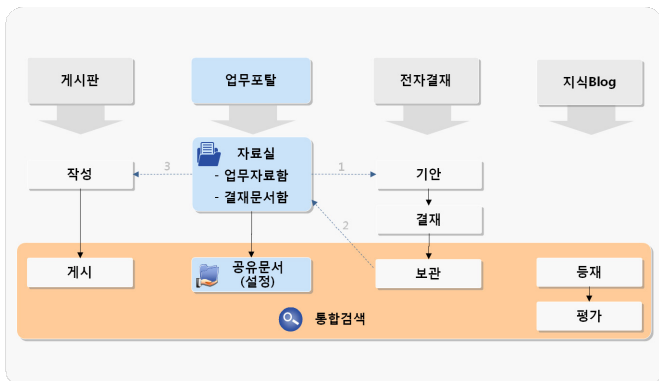 게시판
업무포탈
전자결재
지식Blog
작성
3
자료실
- 업무자료함
- 결재문서함
1
기안
결재
2
게시
공유문서
(설정)
보관
등재
평가
통합검색